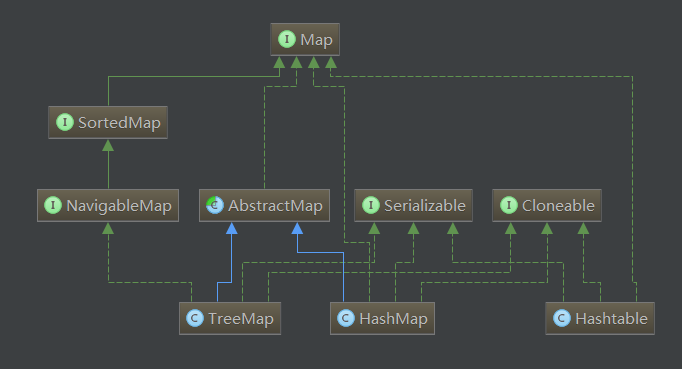 I Map
I SortedMap
I NavigableMap
C AbstractMap
I Serializable
I Cloneable
C TreeMap
C HashMap
C Hashtable